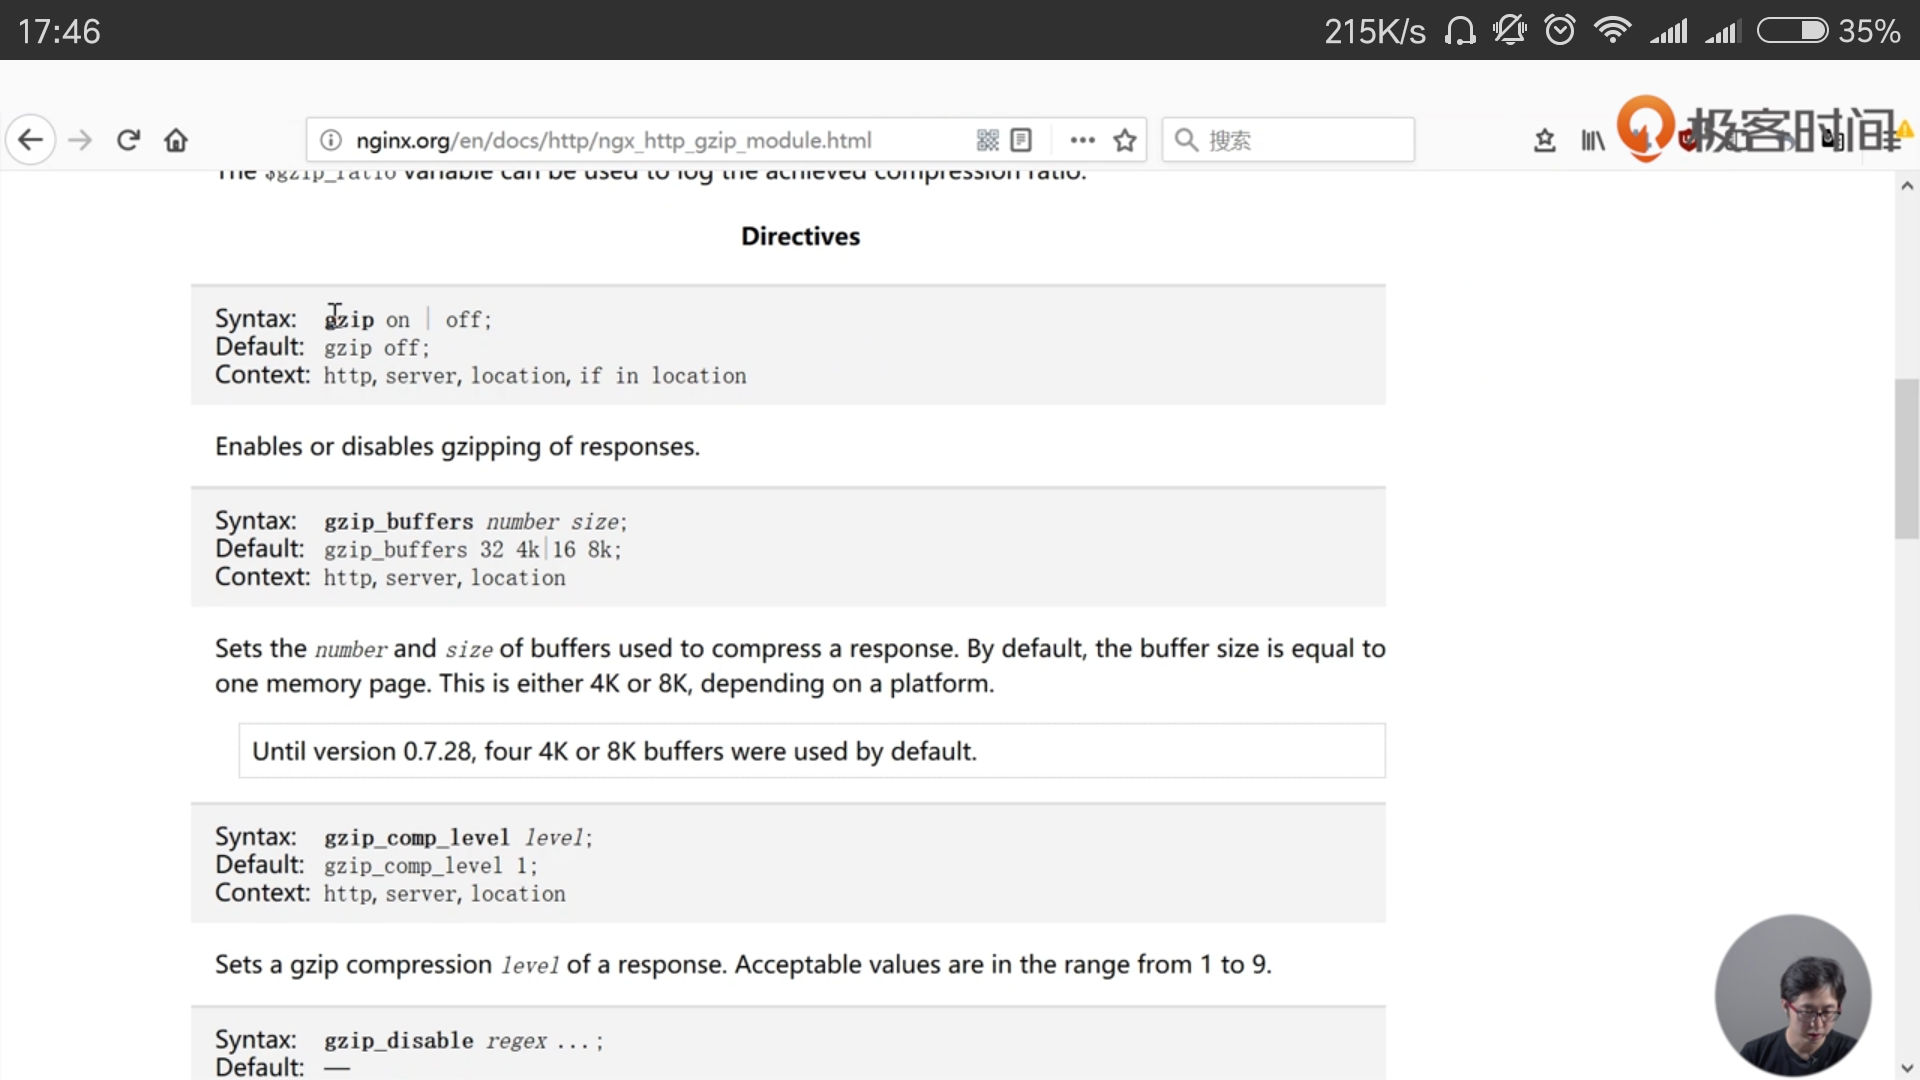 17:46
215K/s
35%
nginx.org/en/docs/http/ngx_http_gzip_module.html
搜索
极客时间
The $gzip_ratio variable can be used to log the achieved compression ratio.
Directives
Syntax: gzip on | off;
Default: gzip off;
Context: http, server, location, if in location
Enables or disables gzipping of responses.
Syntax: gzip_buffers number size;
Default: gzip_buffers 32 4k|16 8k;
Context: http, server, location
Sets the number and size of buffers used to compress a response. By default, the buffer size is equal to
one memory page. This is either 4K or 8K, depending on a platform.
Until version 0.7.28, four 4K or 8K buffers were used by default.
Syntax: gzip_comp_level level;
Default: gzip_comp_level 1;
Context: http, server, location
Sets a gzip compression level of a response. Acceptable values are in the range from 1 to 9.
Syntax: gzip_disable regex ...;
Default: —